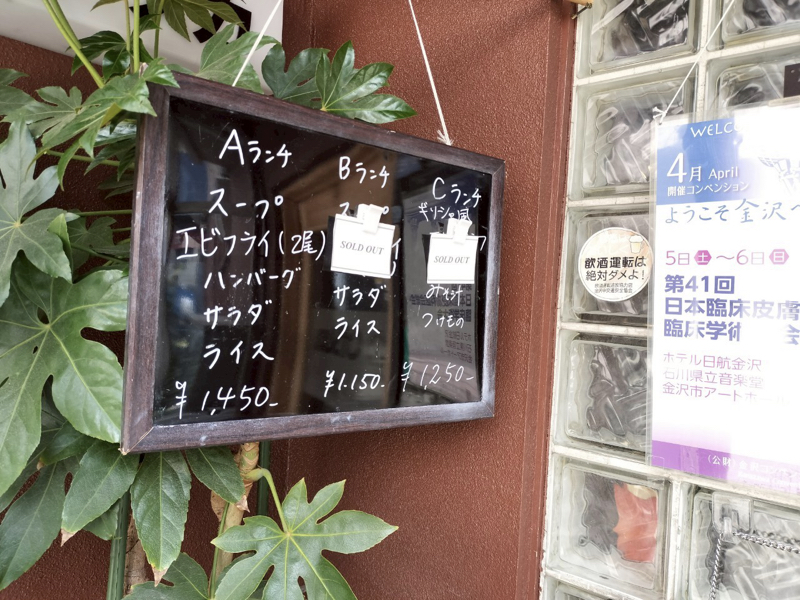 Aランチ
スープ
エビフライ(2尾)
ハンバーグ
サラダ
ライス
¥1,450-
Bランチ
SOLD OUT
サラダ
ライス
¥1.150-
Cランチ
ギリシャ風
SOLD OUT
みそ汁
つけもの
¥1,250-
飲酒運転は
絶対ダメよ!
4月 April
開催コンベンション
ようこそ金沢へ
5日(土)〜6日(日)
第41回
日本臨床皮膚
臨床学術
ホテル日航金沢
石川県立音楽堂
金沢市アートホー